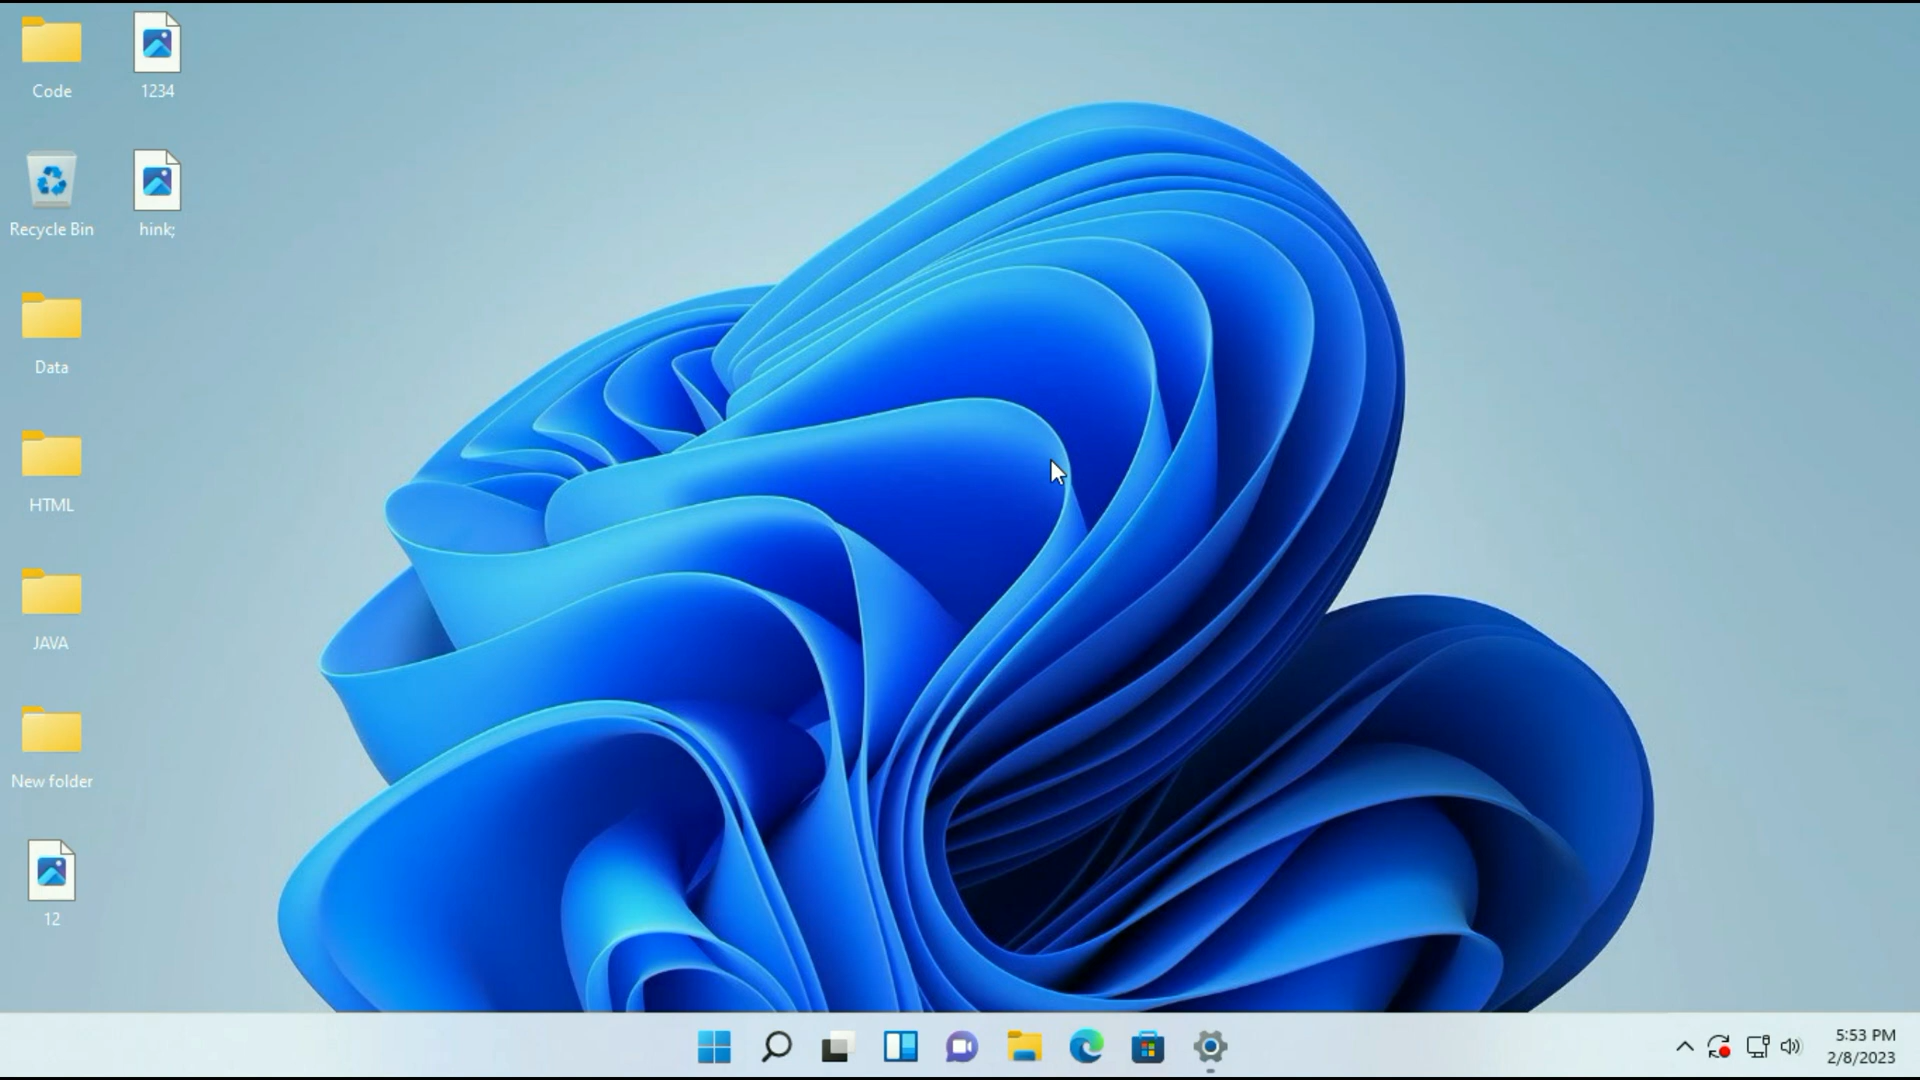 Code
1234
Recycle Bin
hink;
Data
HTML
JAVA
New folder
12
5:53 PM
2/8/2023